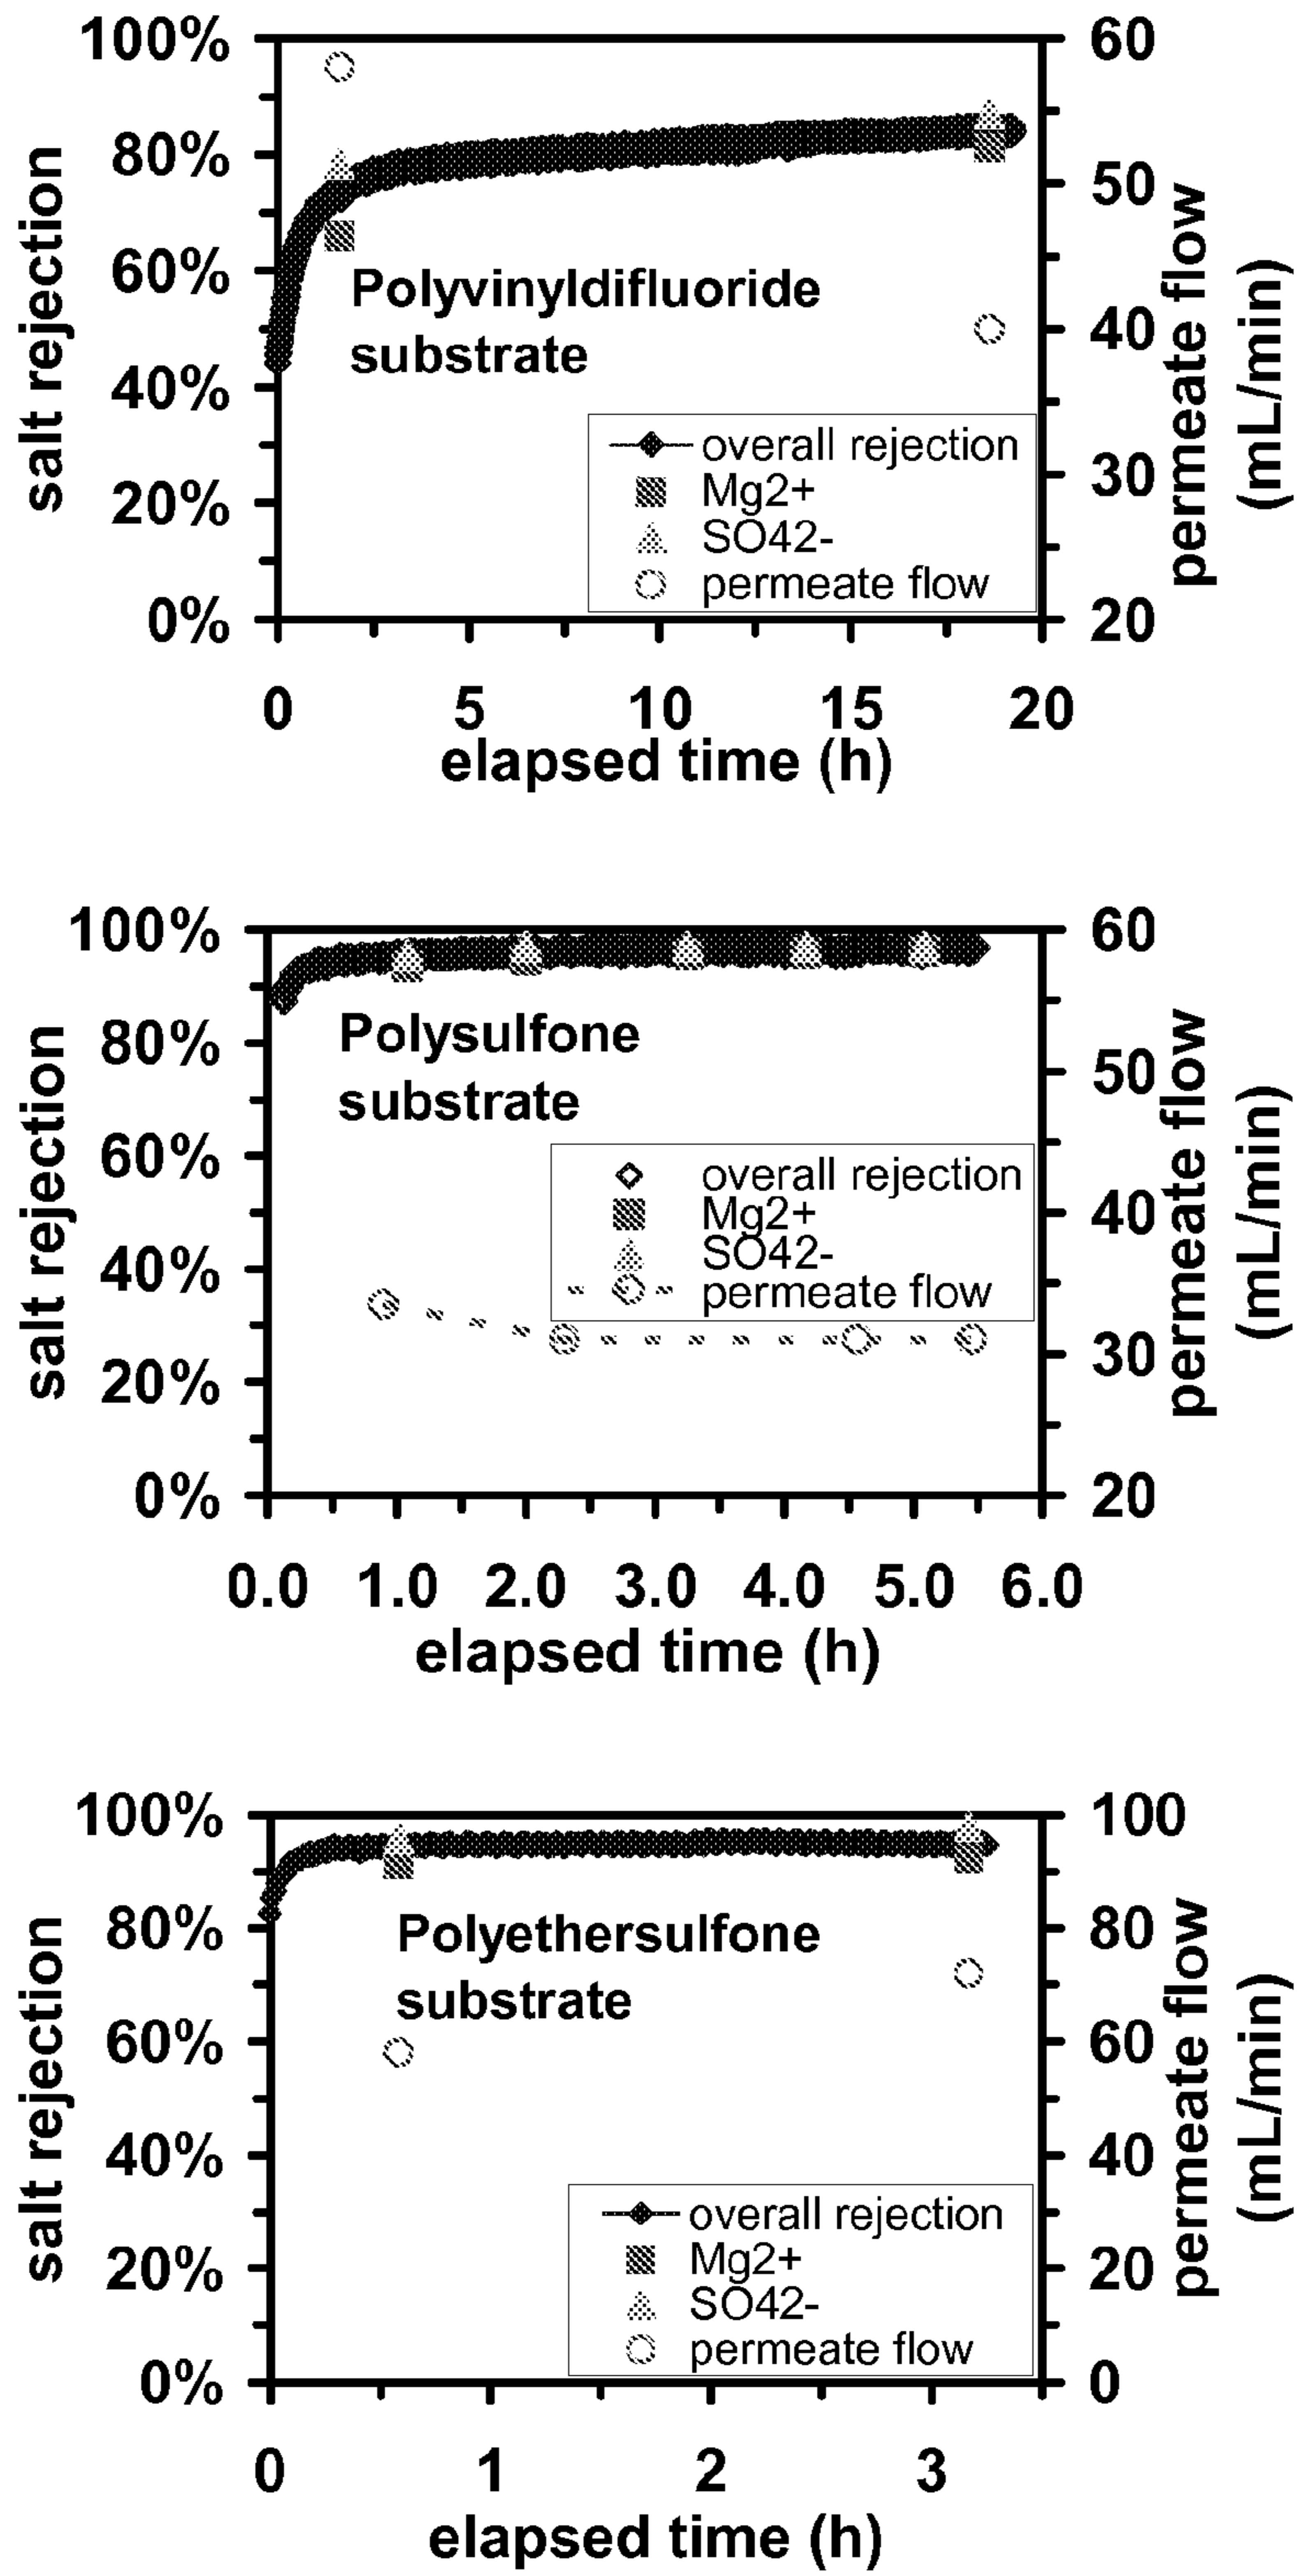 100%
80%
60%
40%
20%
0%
salt rejection
60
50
40
30
20
permeate flow
(mL/min)
Polyvinyldifluoride
substrate
overall rejection
Mg2+
SO42-
permeate flow
0 5 10 15 20
elapsed time (h)
100%
80%
60%
40%
20%
0%
salt rejection
60
50
40
30
20
permeate flow
(mL/min)
Polysulfone
substrate
overall rejection
Mg2+
SO42-
permeate flow
0.0 1.0 2.0 3.0 4.0 5.0 6.0
elapsed time (h)
100%
80%
60%
40%
20%
0%
salt rejection
100
80
60
40
20
0
permeate flow
(mL/min)
Polyethersulfone
substrate
overall rejection
Mg2+
SO42-
permeate flow
0 1 2 3
elapsed time (h)